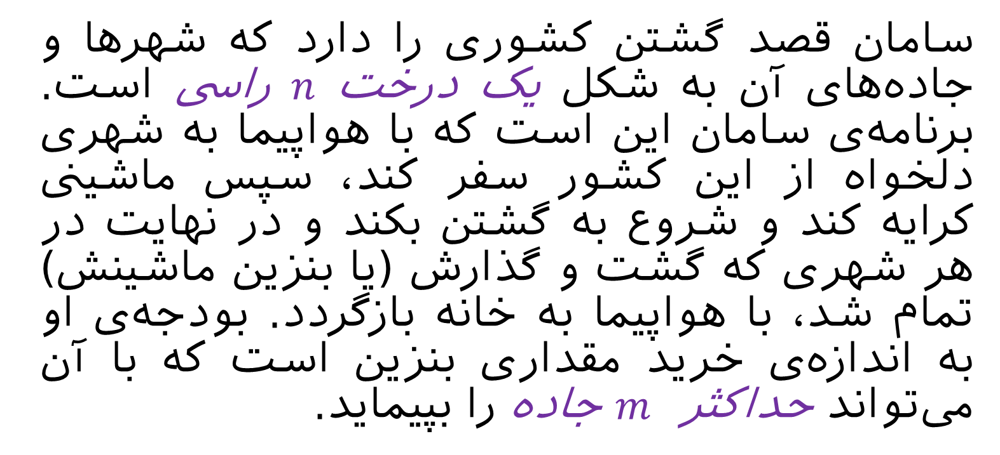 سامان قصد گشتن کشوری را دارد که شهرها و
جاده‌های آن به شکل یک درخت n راسی است.
برنامه‌ی سامان این است که با هواپیما به شهری
دلخواه از این کشور سفر کند، سپس ماشینی
کرایه کند و شروع به گشتن بکند و در نهایت در
هر شهری که گشت و گذارش (یا بنزین ماشینش)
تمام شد، با هواپیما به خانه بازگردد. بودجه‌ی او
به اندازه‌ی خرید مقداری بنزین است که با آن
می‌تواند حداکثر m جاده را بپیماید.